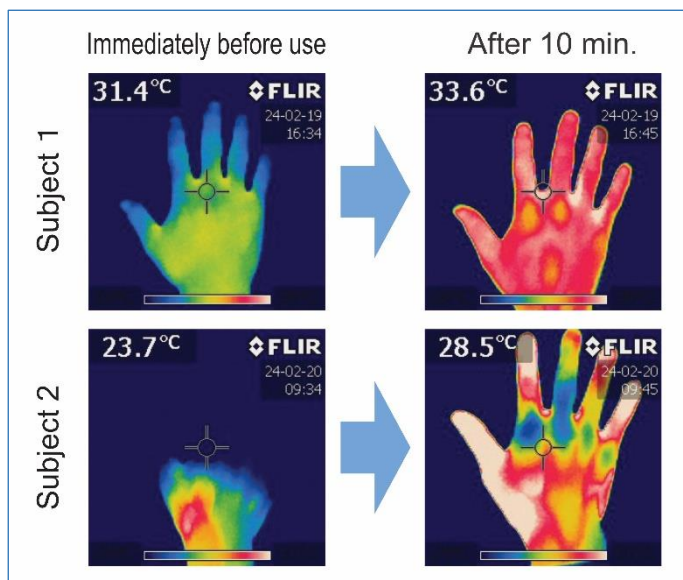 Immediately before use
After 10 min.
Subject 1
31.4°C
FLIR
24-02-19
16:34
33.6°C
FLIR
24-02-19
16:45
Subject 2
23.7°C
FLIR
24-02-20
09:34
28.5°C
FLIR
24-02-20
09:45